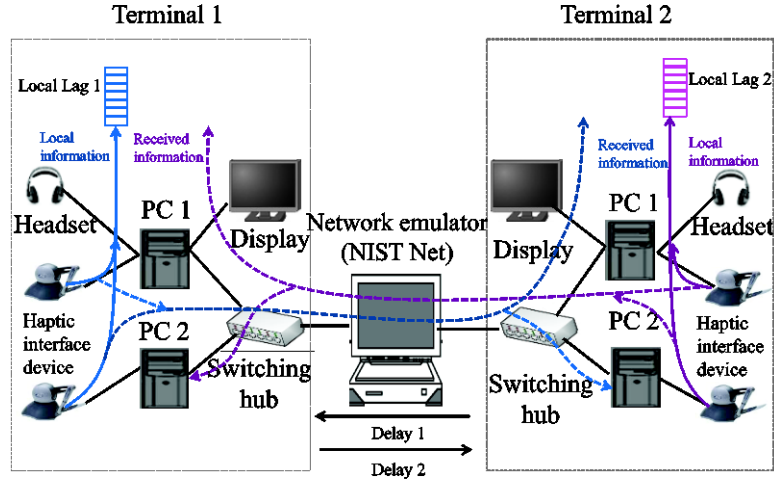 Terminal 1
Terminal 2
Local Lag 1
Local Lag 2
Local
information
Received
information
Received
information
Local
information
Headset
PC 1
Display
Network emulator
(NIST Net)
Display
PC 1
Headset
Haptic
interface
device
PC 2
Switching
hub
Switching
hub
PC 2
Haptic
interface
device
Delay 1
Delay 2